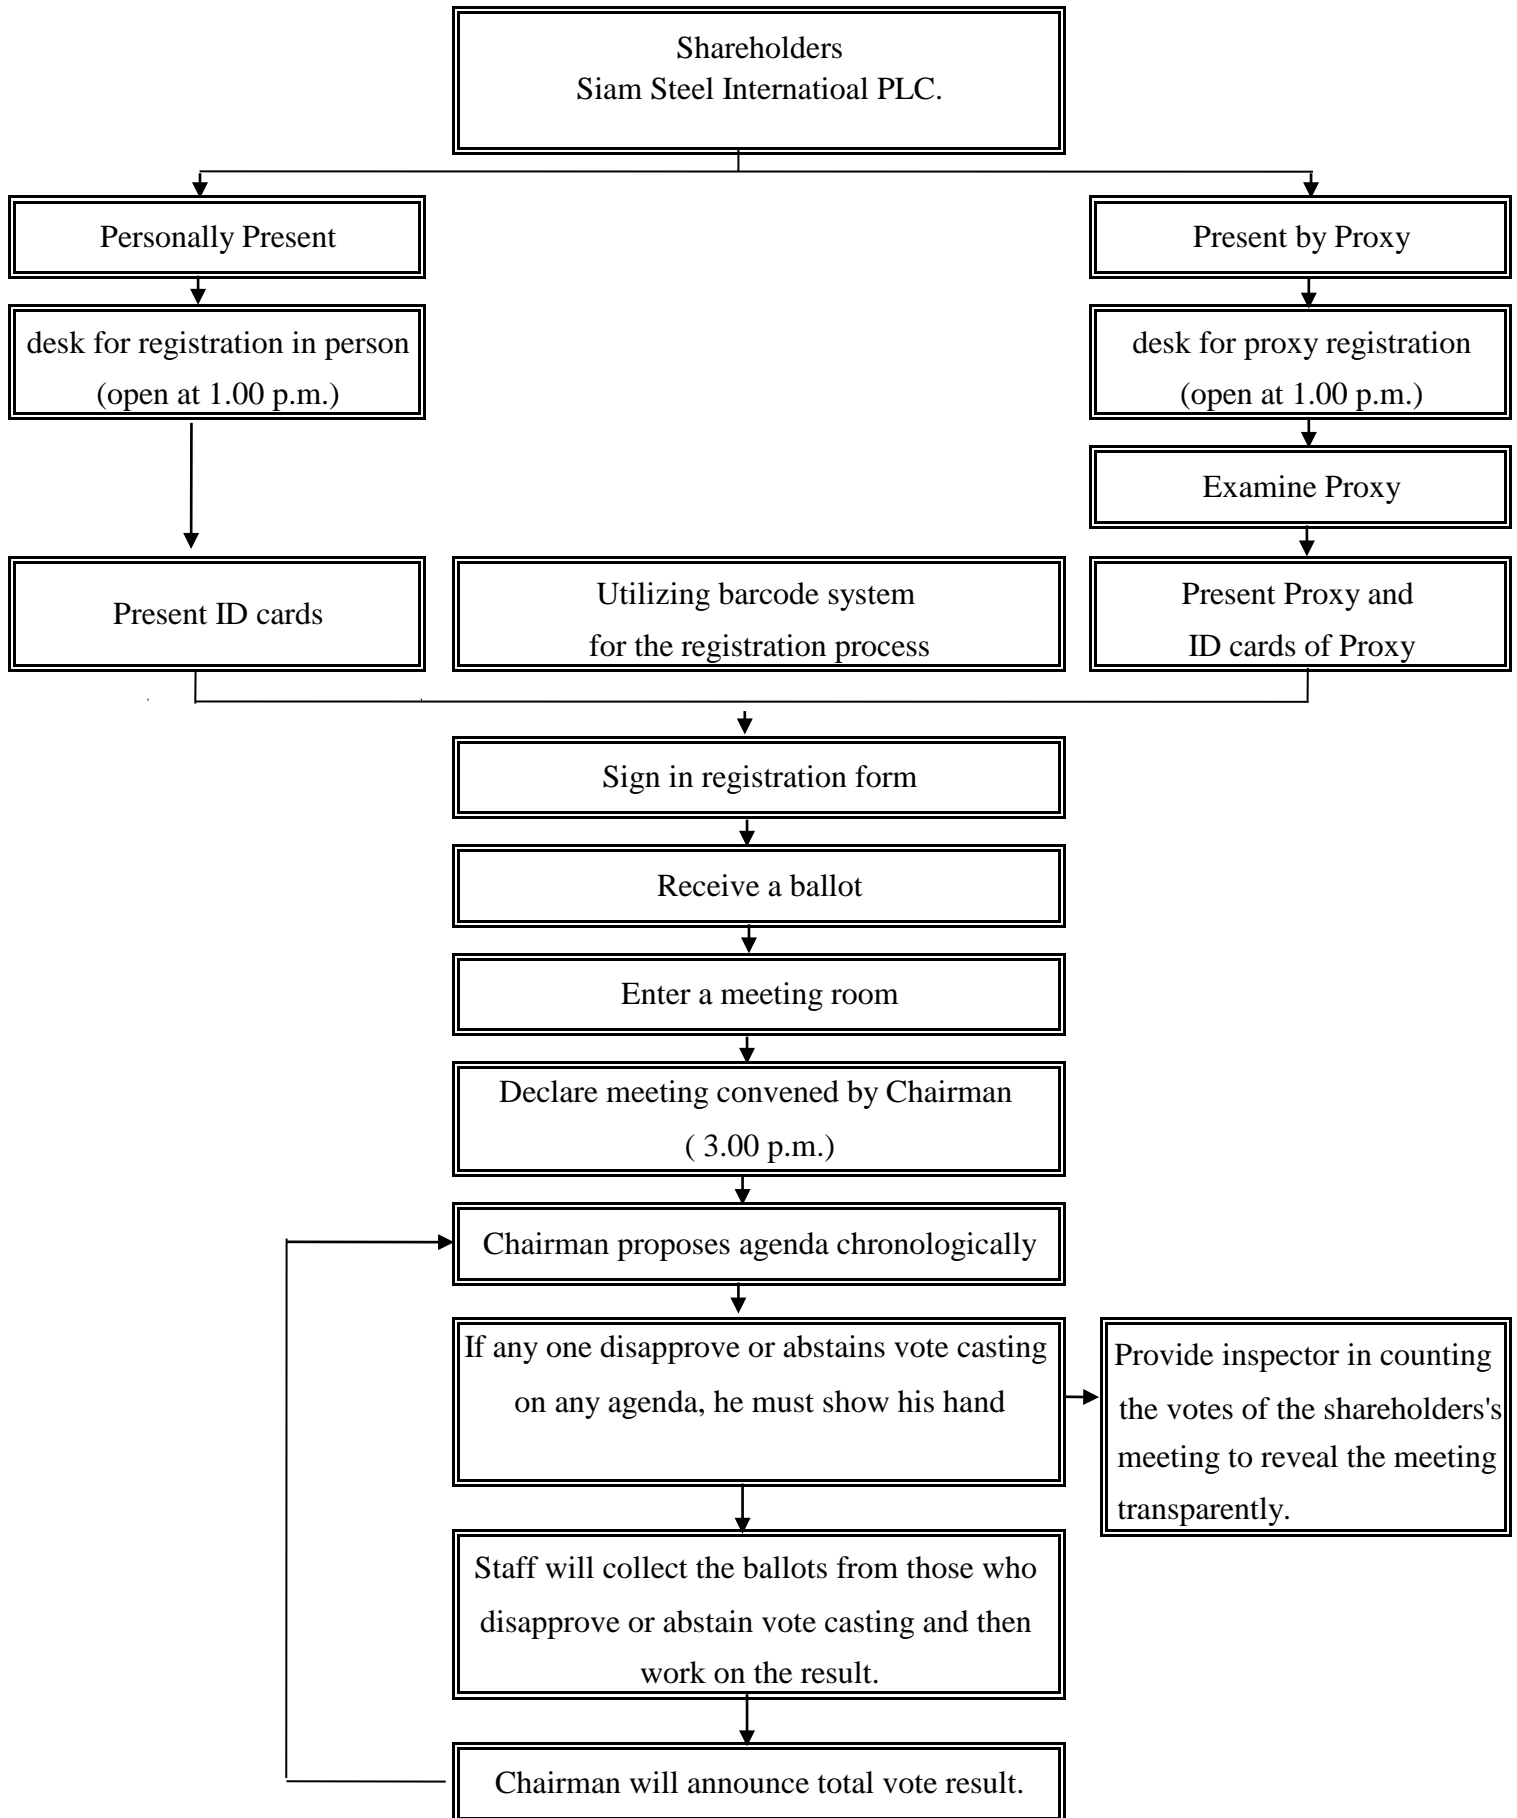 Shareholders
Siam Steel Internatioal PLC.
Personally Present
Present by Proxy
desk for registration in person
(open at 1.00 p.m.)
desk for proxy registration
(open at 1.00 p.m.)
Examine Proxy
Present ID cards
Utilizing barcode system
for the registration process
Present Proxy and
ID cards of Proxy
Sign in registration form
Receive a ballot
Enter a meeting room
Declare meeting convened by Chairman
( 3.00 p.m.)
Chairman proposes agenda chronologically
If any one disapprove or abstains vote casting
on any agenda, he must show his hand
Provide inspector in counting
the votes of the shareholders's
meeting to reveal the meeting
transparently.
Staff will collect the ballots from those who
disapprove or abstain vote casting and then
work on the result.
Chairman will announce total vote result.